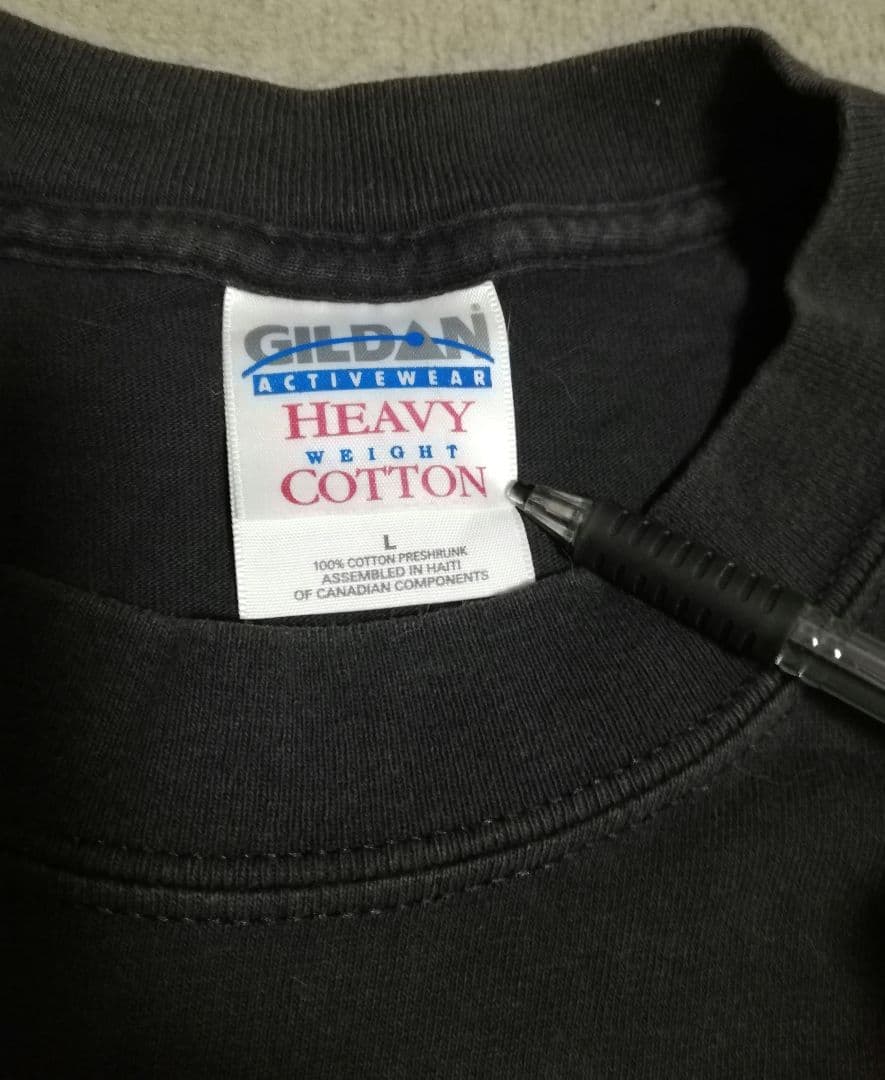 GILDAN
ACTIVEWEAR
HEAVY
WEIGHT
COTTON
L
100% COTTON PRESHRUNK
ASSEMBLED IN HAITI
OF CANADIAN COMPONENTS